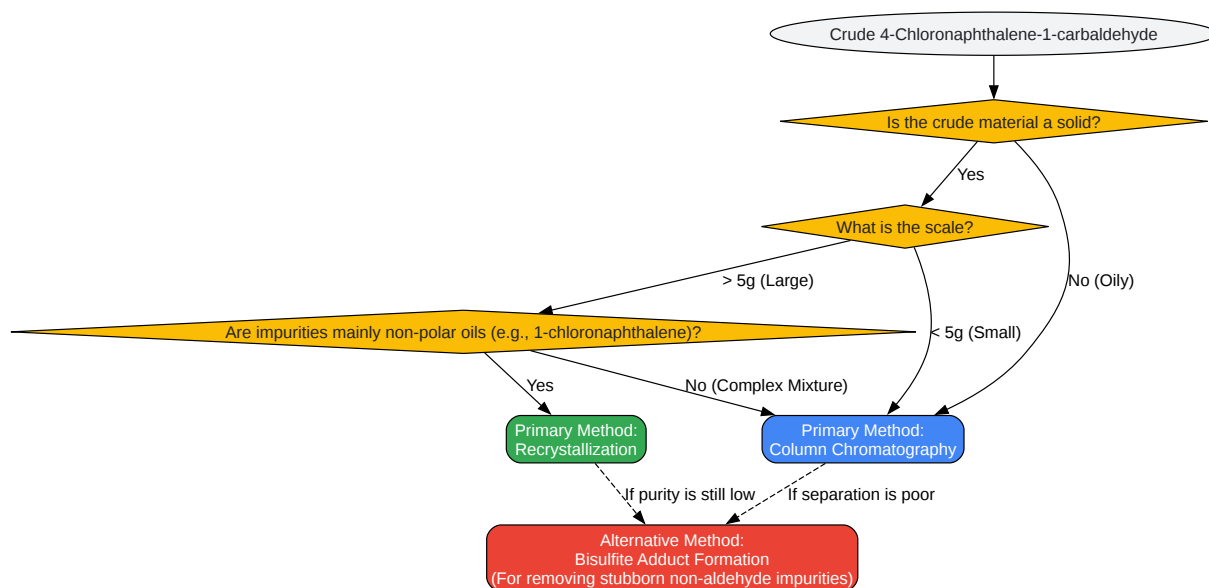 Crude 4-Chloronaphthalene-1-carbaldehyde
Is the crude material a solid?
Yes
What is the scale?
> 5g (Large)
No (Oily)
Are impurities mainly non-polar oils (e.g., 1-chloronaphthalene)?
< 5g (Small)
Yes
No (Complex Mixture)
Primary Method:
Recrystallization
Primary Method:
Column Chromatography
If purity is still low
If separation is poor
Alternative Method:
Bisulfite Adduct Formation
(For removing stubborn non-aldehyde impurities)